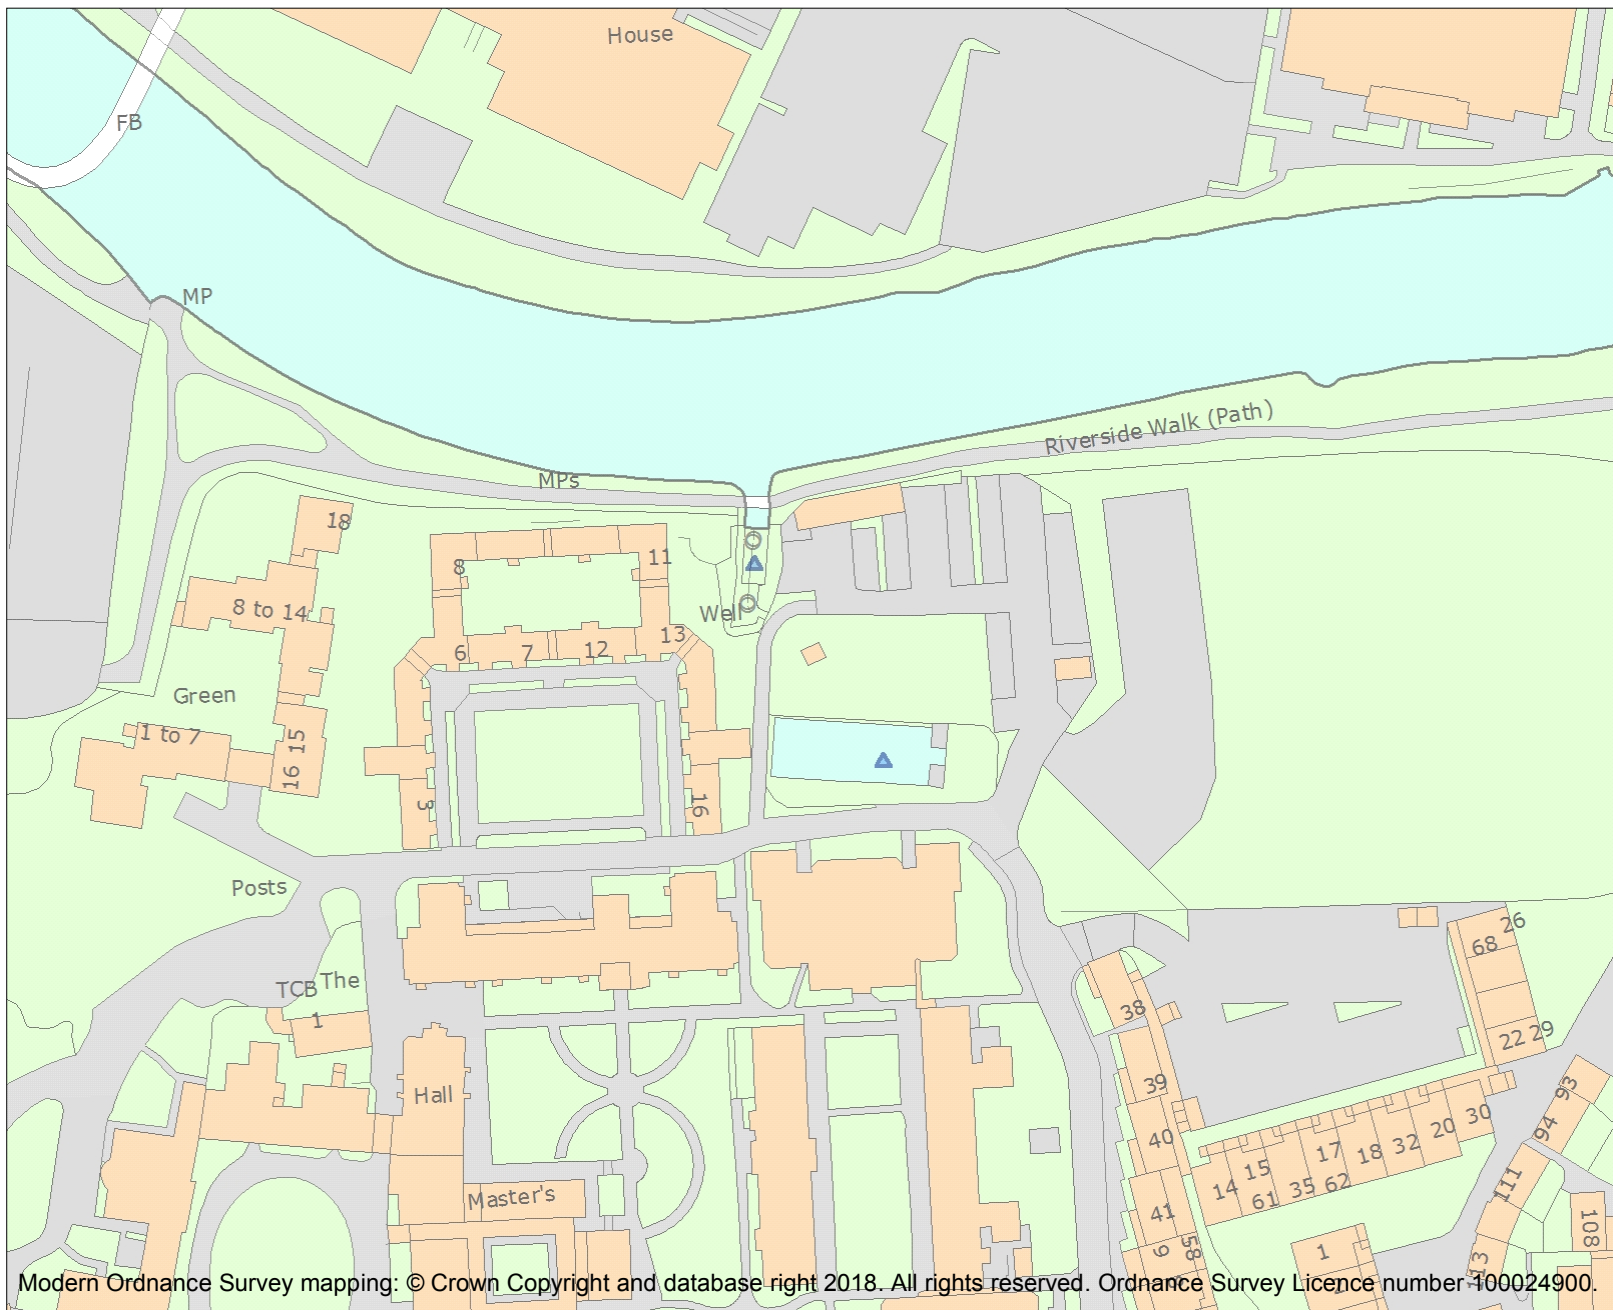 House
FB
MP
Riverside Walk (Path)
MPs
18
11
8
8 to 14
Well
13
6
7
12
Green
1 to 7
15
16
3
16
Posts
26
68
TCB
The
1
38
22
29
39
93
Hall
30
94
20
40
32
17
18
15
14
111
35
62
61
Master's
41
108
58
9
1
113
Modern Ordnance Survey mapping: © Crown Copyright and database right 2018. All rights reserved. Ordnance Survey Licence number 100024900.